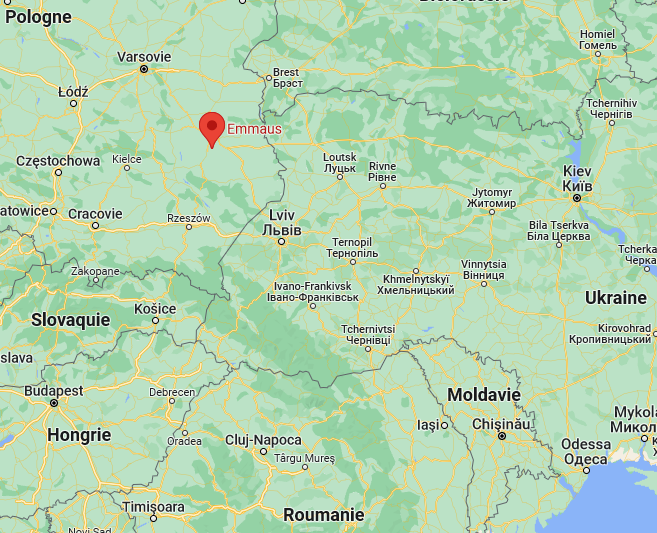 Pologne
Homiel
Гомель
Varsovie
Brest
Брэст
Łódź
Tchernihiv
Чернігів
Emmaus
Częstochowa
Kielce
Loutsk
Луцьк
Rivne
Рівне
Kiev
Київ
Jytomyr
Житомир
atowice
Cracovie
Rzeszów
Lviv
Львів
Bila Tserkva
Біла Церква
Ternopil
Тернопіль
Tcherka
Черка
Zakopane
Khmelnytskyi
Хмельницький
Vinnytsia
Вінниця
Ivano-Frankivsk
Івано-Франківськ
Ukraine
Slovaquie
Košice
Tchernivtsi
Чернівці
Kirovohrad
Кропивницький
slava
Budapest
Debrecen
Moldavie
Hongrie
Oradea
Cluj-Napoca
Iași
Chișinău
Mykola
Микол
Târgu Mureș
Odessa
Одеса
Timișoara
Roumanie
Novi Sad